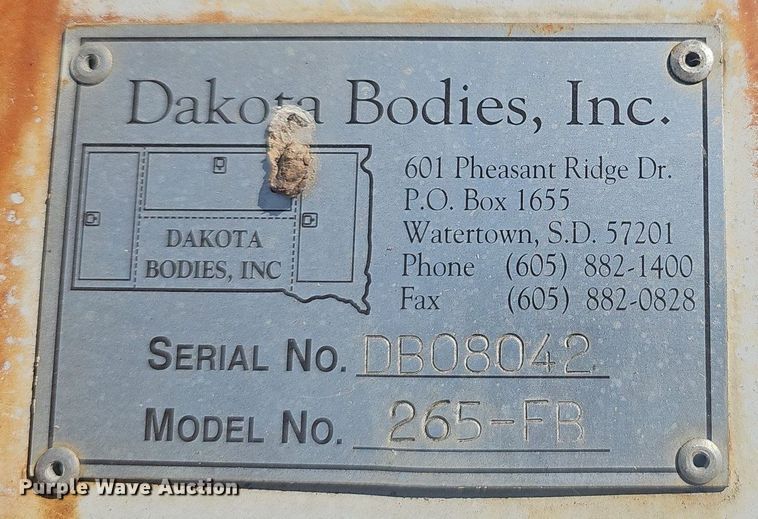 Dakota Bodies, Inc.
601 Pheasant Ridge Dr.
P.O. Box 1655
Watertown, S.D. 57201
Phone (605) 882-1400
Fax (605) 882-0828
DAKOTA
BODIES, INC
SERIAL NO. DB08042
MODEL NO. 265-FB
Purple Wave Auction